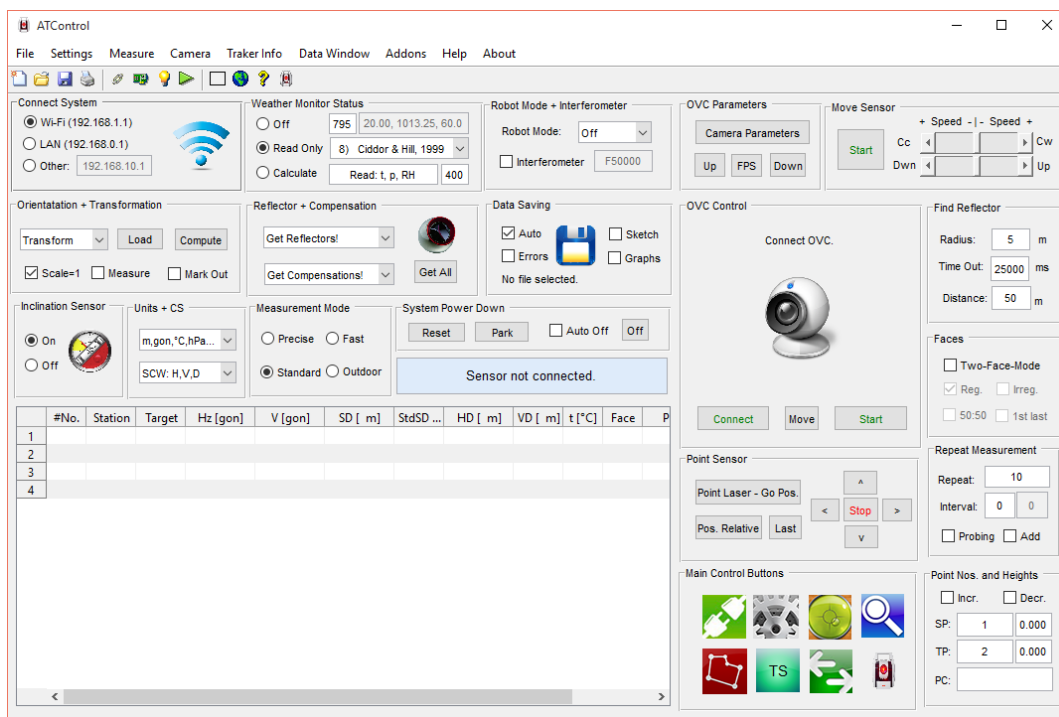 ATControl
File Settings Measure Camera Traker Info Data Window Addons Help About
Connect System
Wi-Fi (192.168.1.1)
LAN (192.168.0.1)
Other: 192.168.10.1
Weather Monitor Status
Off 795 20.00, 1013.25, 60.0
Read Only 8) Ciddor & Hill, 1999
Calculate Read: t, p, RH 400
Robot Mode + Interferometer
Robot Mode: Off
Interferometer F50000
OVC Parameters
Camera Parameters
Up FPS Down
Move Sensor
+ Speed -|- Speed +
Start Cc Cw
Dwn Up
Orientatation + Transformation
Transform Load Compute
Scale=1 Measure Mark Out
Reflector + Compensation
Get Reflectors!
Get Compensations! Get All
Data Saving
Auto Sketch
Errors Graphs
No file selected.
OVC Control
Connect OVC.
Connect Move Start
Find Reflector
Radius: 5 m
Time Out: 25000 ms
Distance: 50 m
Inclination Sensor
On
Off
Units + CS
m,gon,°C,hPa...
SCW: H,V,D
Measurement Mode
Precise Fast
Standard Outdoor
System Power Down
Reset Park Auto Off Off
Sensor not connected.
Faces
Two-Face-Mode
Reg. Irreg.
50:50 1st last
#No. Station Target Hz [gon] V [gon] SD [ m] StdSD ... HD [ m] VD [ m] t [°C] Face P
1
2
3
4
Point Sensor
Point Laser - Go Pos.
Pos. Relative Last
^
< Stop >
v
Repeat Measurement
Repeat: 10
Interval: 0 0
Probing Add
Main Control Buttons
TS
Point Nos. and Heights
Incr. Decr.
SP: 1 0.000
TP: 2 0.000
PC: